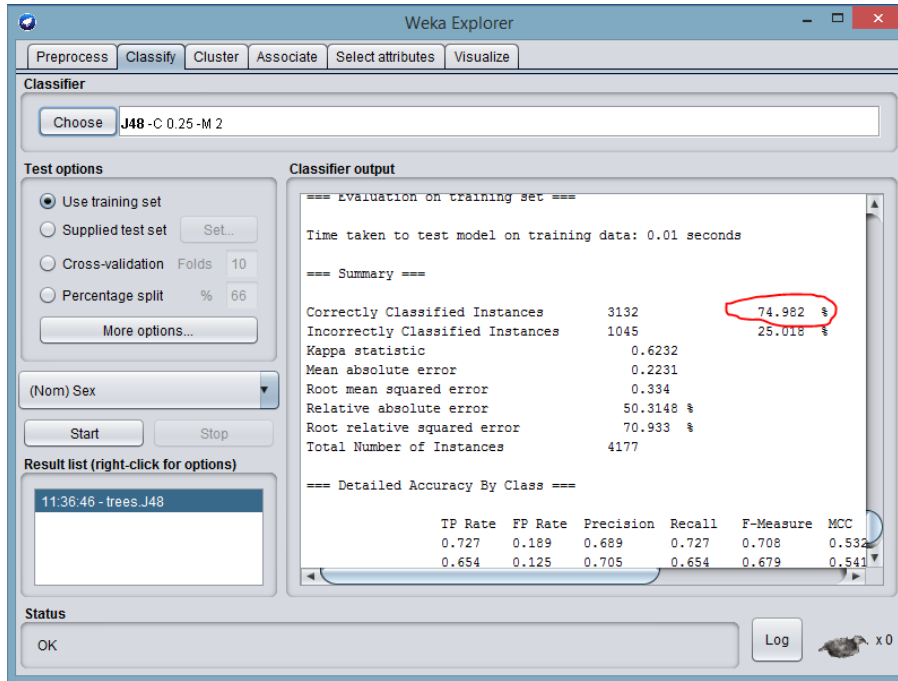 Weka Explorer
Preprocess Classify Cluster Associate Select attributes Visualize
Classifier
Choose J48 -C 0.25 -M 2
Test options
Use training set
Supplied test set Set...
Cross-validation Folds 10
Percentage split % 66
More options...
(Nom) Sex
Start Stop
Result list (right-click for options)
11:36:46 - trees.J48
Classifier output
=== Evaluation on training set ===
Time taken to test model on training data: 0.01 seconds
=== Summary ===
Correctly Classified Instances 3132 74.982 %
Incorrectly Classified Instances 1045 25.018 %
Kappa statistic 0.6232
Mean absolute error 0.2231
Root mean squared error 0.334
Relative absolute error 50.3148 %
Root relative squared error 70.933 %
Total Number of Instances 4177
=== Detailed Accuracy By Class ===
TP Rate FP Rate Precision Recall F-Measure MCC
0.727 0.189 0.689 0.727 0.708 0.532
0.654 0.125 0.705 0.654 0.679 0.541
Status
OK
Log x 0